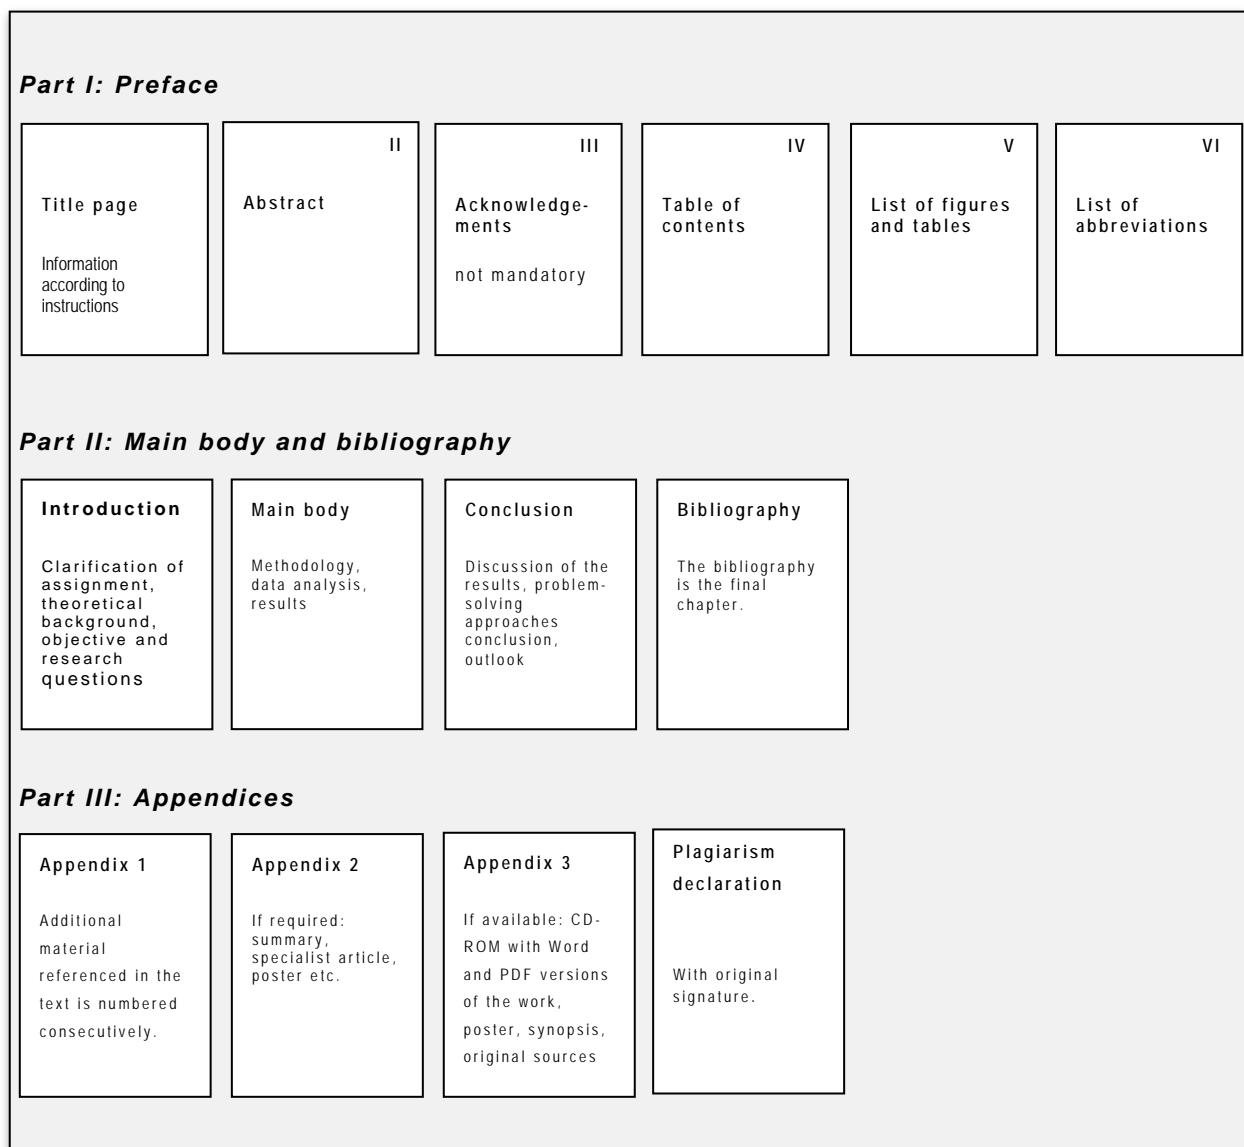 Part I: Preface
Title page
Information
according to
instructions
II
Abstract
III
Acknowledge-
ments
not mandatory
IV
Table of
contents
V
List of figures
and tables
VI
List of
abbreviations
Part II: Main body and bibliography
Introduction
Clarification of
assignment,
theoretical
background,
objective and
research
questions
Main body
Methodology,
data analysis,
results
Conclusion
Discussion of the
results, problem-
solving
approaches
conclusion,
outlook
Bibliography
The bibliography
is the final
chapter.
Part III: Appendices
Appendix 1
Additional
material
referenced in the
text is numbered
consecutively.
Appendix 2
If required:
summary,
specialist article,
poster etc.
Appendix 3
If available: CD-
ROM with Word
and PDF versions
of the work,
poster, synopsis,
original sources
Plagiarism
declaration
With original
signature.